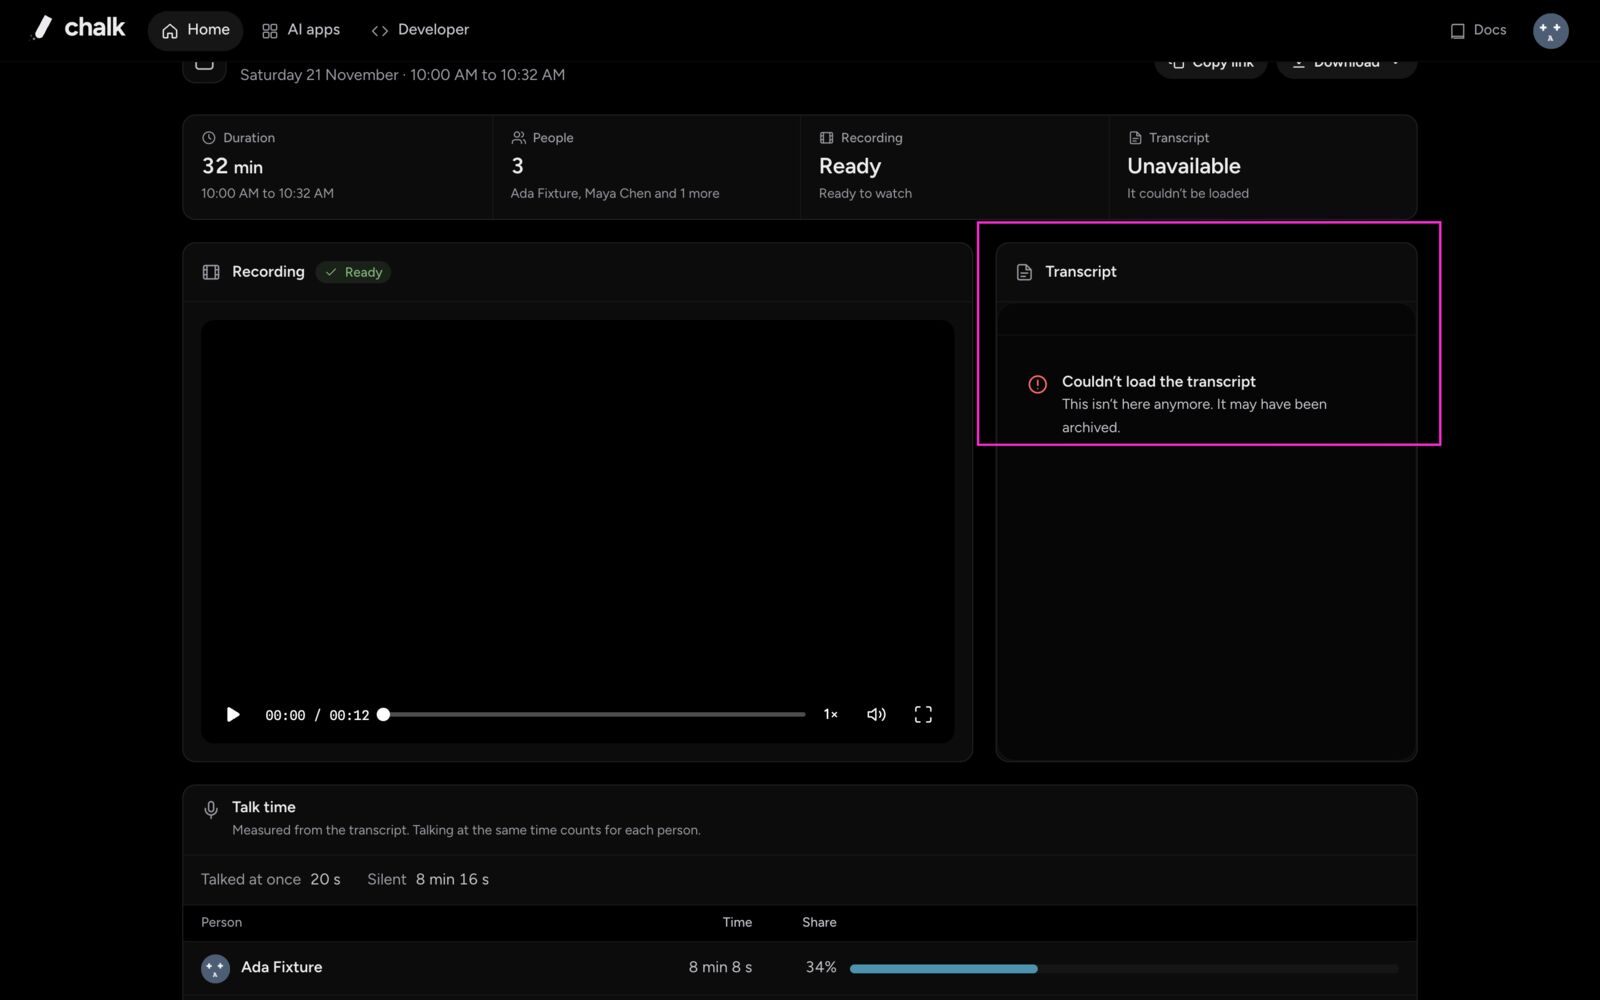 chalk
Home
AI apps
Developer
Docs
Saturday 21 November · 10:00 AM to 10:32 AM
Copy link
Download
Duration
32 min
10:00 AM to 10:32 AM
People
3
Ada Fixture, Maya Chen and 1 more
Recording
Ready
Ready to watch
Transcript
Unavailable
It couldn’t be loaded
Recording
Ready
Transcript
Couldn’t load the transcript
This isn’t here anymore. It may have been
archived.
00:00 / 00:12
1×
Talk time
Measured from the transcript. Talking at the same time counts for each person.
Talked at once 20 s Silent 8 min 16 s
Person Time Share
Ada Fixture 8 min 8 s 34%